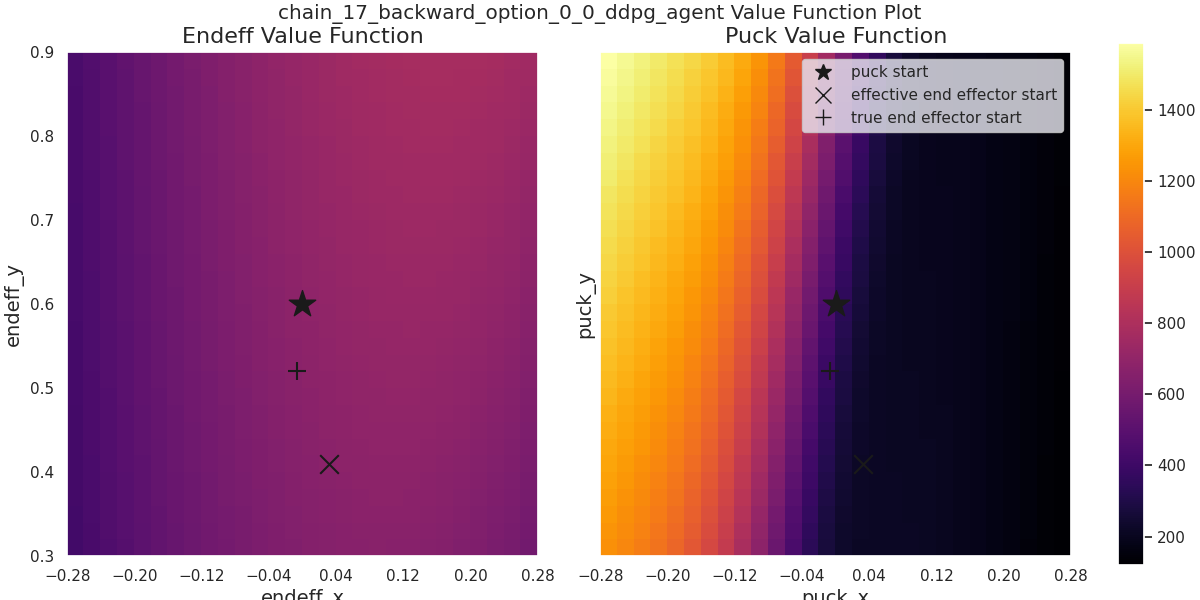 chain_17_backward_option_0_0_ddpg_agent Value Function Plot
Endeff Value Function
endeff_y
0.9
0.8
0.7
0.6
0.5
0.4
0.3
−0.28 −0.20 −0.12 −0.04 0.04 0.12 0.20 0.28
endeff_x
Puck Value Function
puck start
effective end effector start
true end effector start
puck_y
−0.28 −0.20 −0.12 −0.04 0.04 0.12 0.20 0.28
puck_x
1400
1200
1000
800
600
400
200